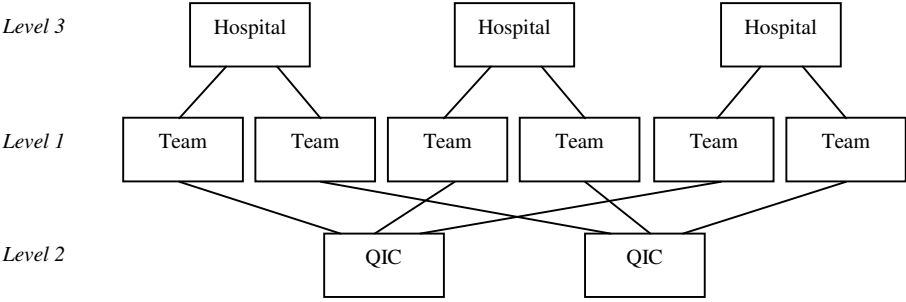 Level 3
Hospital Hospital Hospital
Level 1
Team Team Team Team Team Team
Level 2
QIC QIC